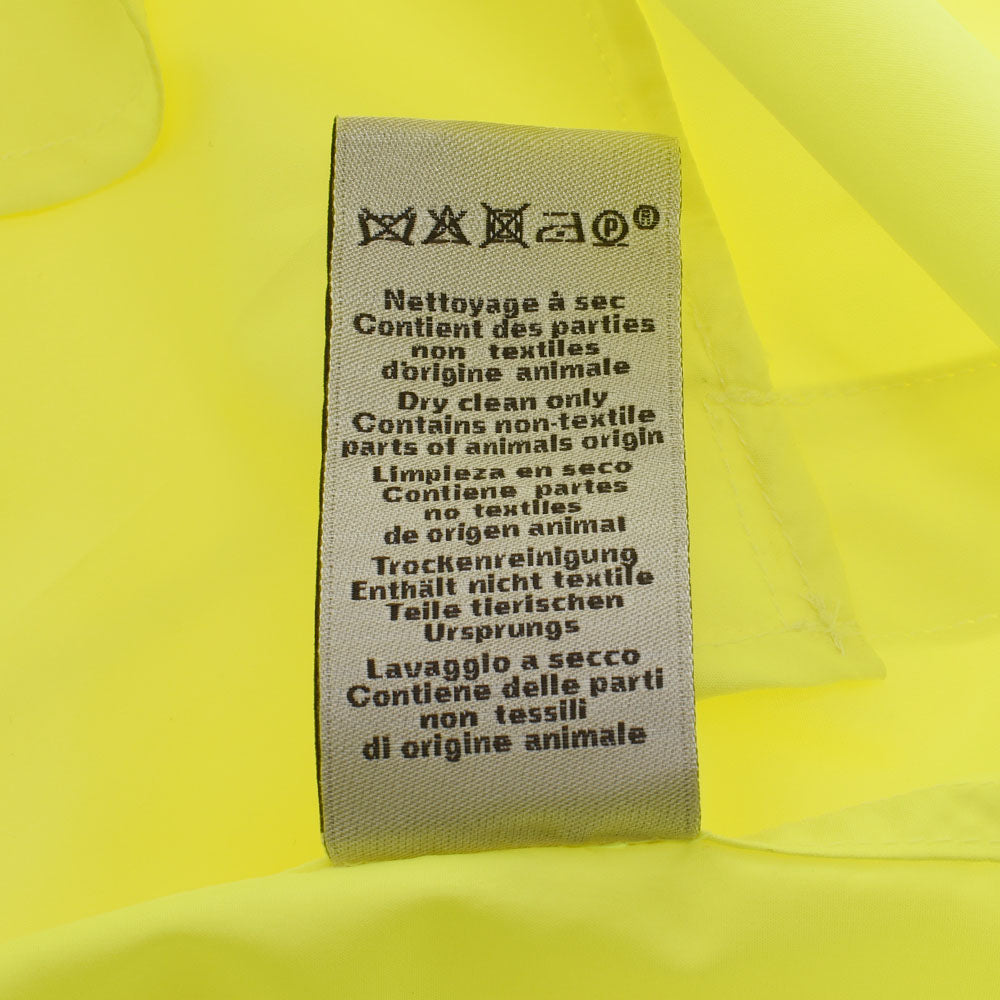 P R
Nettoyage à sec
Contient des parties
non textiles
d'origine animale
Dry clean only
Contains non-textile
parts of animals origin
Limpieza en seco
Contiene partes
no textiles
de origen animal
Trockenreinigung
Enthält nicht textile
Teile tierischen
Ursprungs
Lavaggio a secco
Contiene delle parti
non tessili
di origine animale